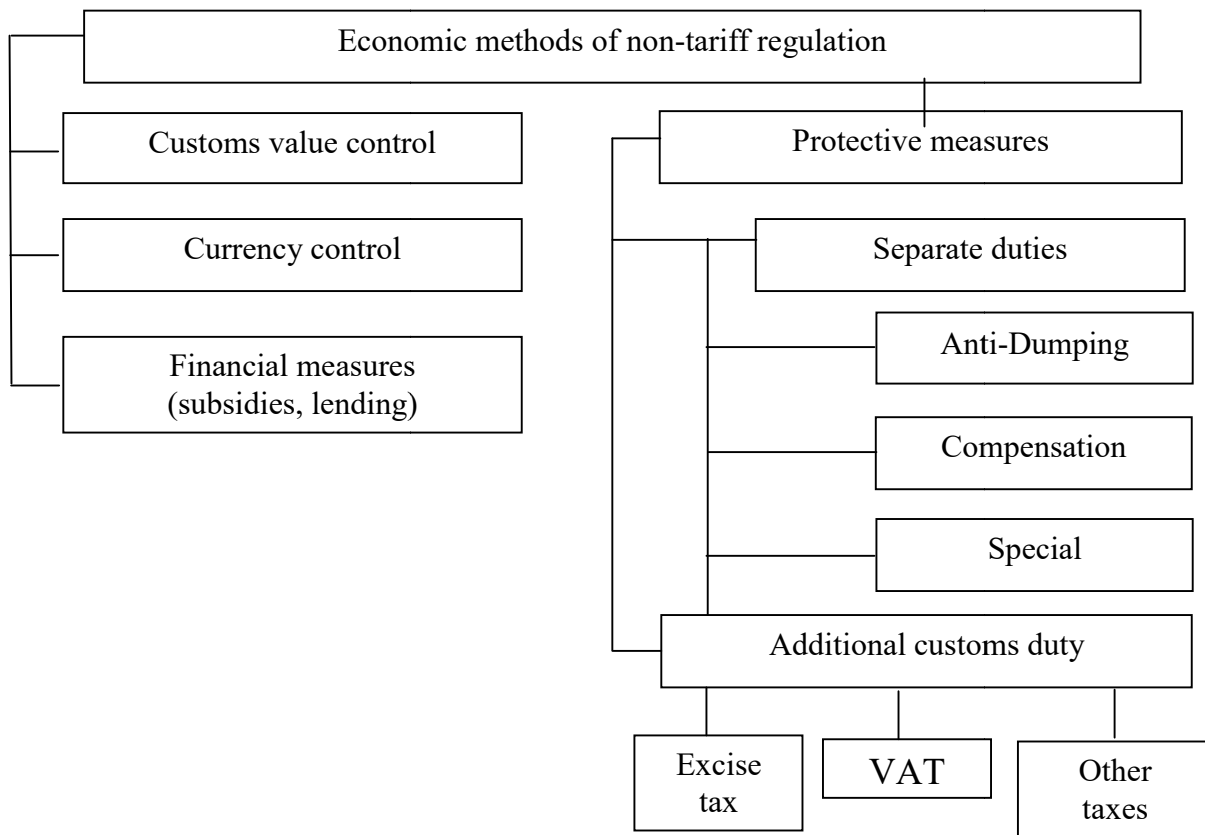 Economic methods of non-tariff regulation
Customs value control
Currency control
Financial measures
(subsidies, lending)
Protective measures
Separate duties
Anti-Dumping
Compensation
Special
Additional customs duty
Excise
tax
VAT
Other
taxes